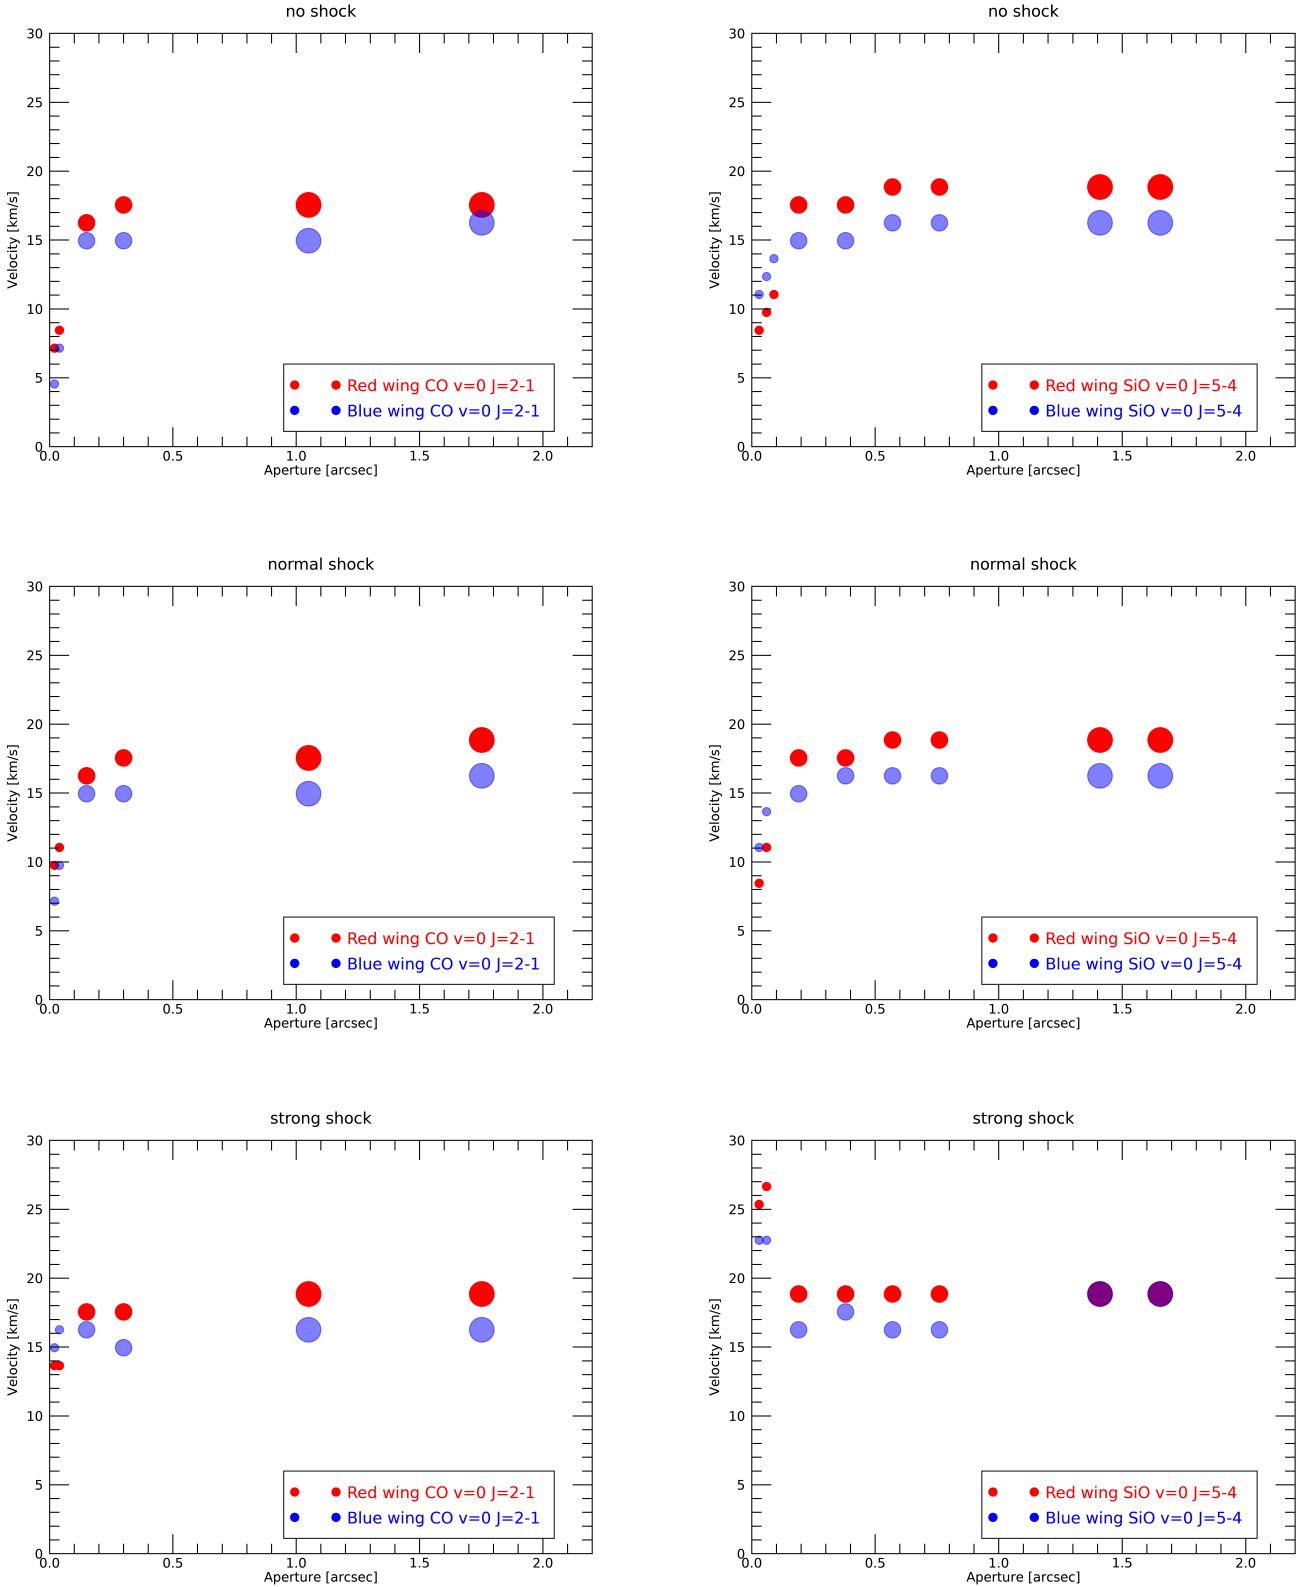 no shock
30
25
20
15
10
5
0
Velocity [km/s]
Red wing CO v=0 J=2-1
Blue wing CO v=0 J=2-1
0.0 0.5 1.0 1.5 2.0
Aperture [arcsec]
no shock
30
25
20
15
10
5
0
Velocity [km/s]
Red wing SiO v=0 J=5-4
Blue wing SiO v=0 J=5-4
0.0 0.5 1.0 1.5 2.0
Aperture [arcsec]
normal shock
30
25
20
15
10
5
0
Velocity [km/s]
Red wing CO v=0 J=2-1
Blue wing CO v=0 J=2-1
0.0 0.5 1.0 1.5 2.0
Aperture [arcsec]
normal shock
30
25
20
15
10
5
0
Velocity [km/s]
Red wing SiO v=0 J=5-4
Blue wing SiO v=0 J=5-4
0.0 0.5 1.0 1.5 2.0
Aperture [arcsec]
strong shock
30
25
20
15
10
5
0
Velocity [km/s]
Red wing CO v=0 J=2-1
Blue wing CO v=0 J=2-1
0.0 0.5 1.0 1.5 2.0
Aperture [arcsec]
strong shock
30
25
20
15
10
5
0
Velocity [km/s]
Red wing SiO v=0 J=5-4
Blue wing SiO v=0 J=5-4
0.0 0.5 1.0 1.5 2.0
Aperture [arcsec]